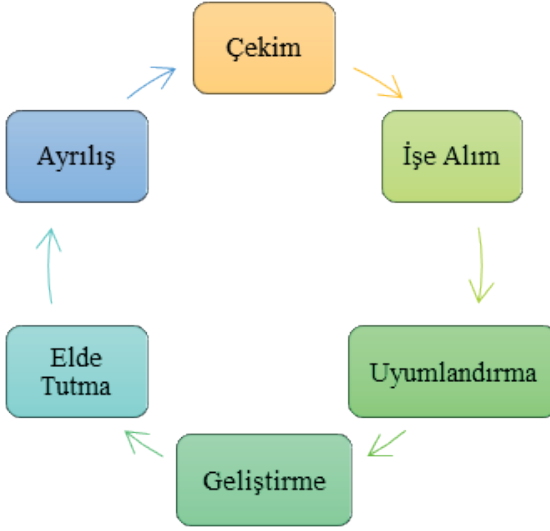 Çekim
İşe Alım
Uyumlandırma
Geliştirme
Elde
Tutma
Ayrılış